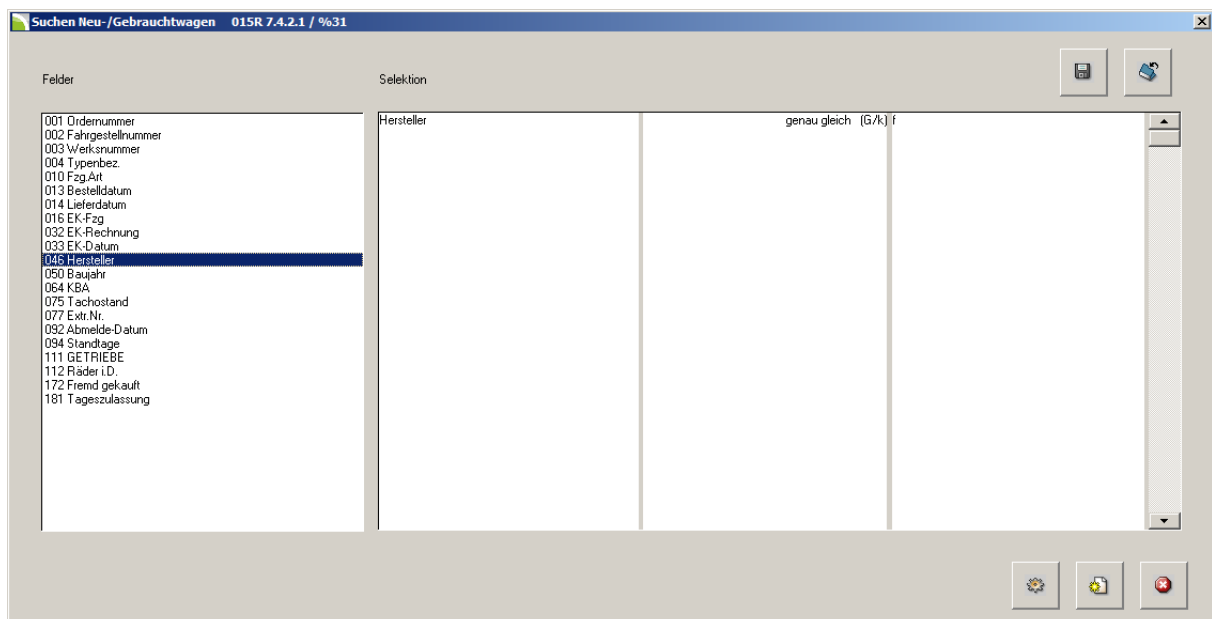 Suchen Neu-/Gebrauchtwagen 015R 7.4.2.1 / %31
Felder
Selektion
001 Ordernummer
002 Fahrgestellnummer
003 Werksnummer
004 Typenbez.
010 Fzg.Art
013 Bestelldatum
014 Lieferdatum
016 EK-Fzg
032 EK-Rechnung
033 EK-Datum
046 Hersteller
050 Baujahr
064 KBA
075 Tachostand
077 Extr.Nr.
092 Abmelde-Datum
094 Standtage
111 GETRIEBE
112 Räder i.D.
172 Fremd gekauft
181 Tageszulassung
Hersteller genau gleich (G/k) f